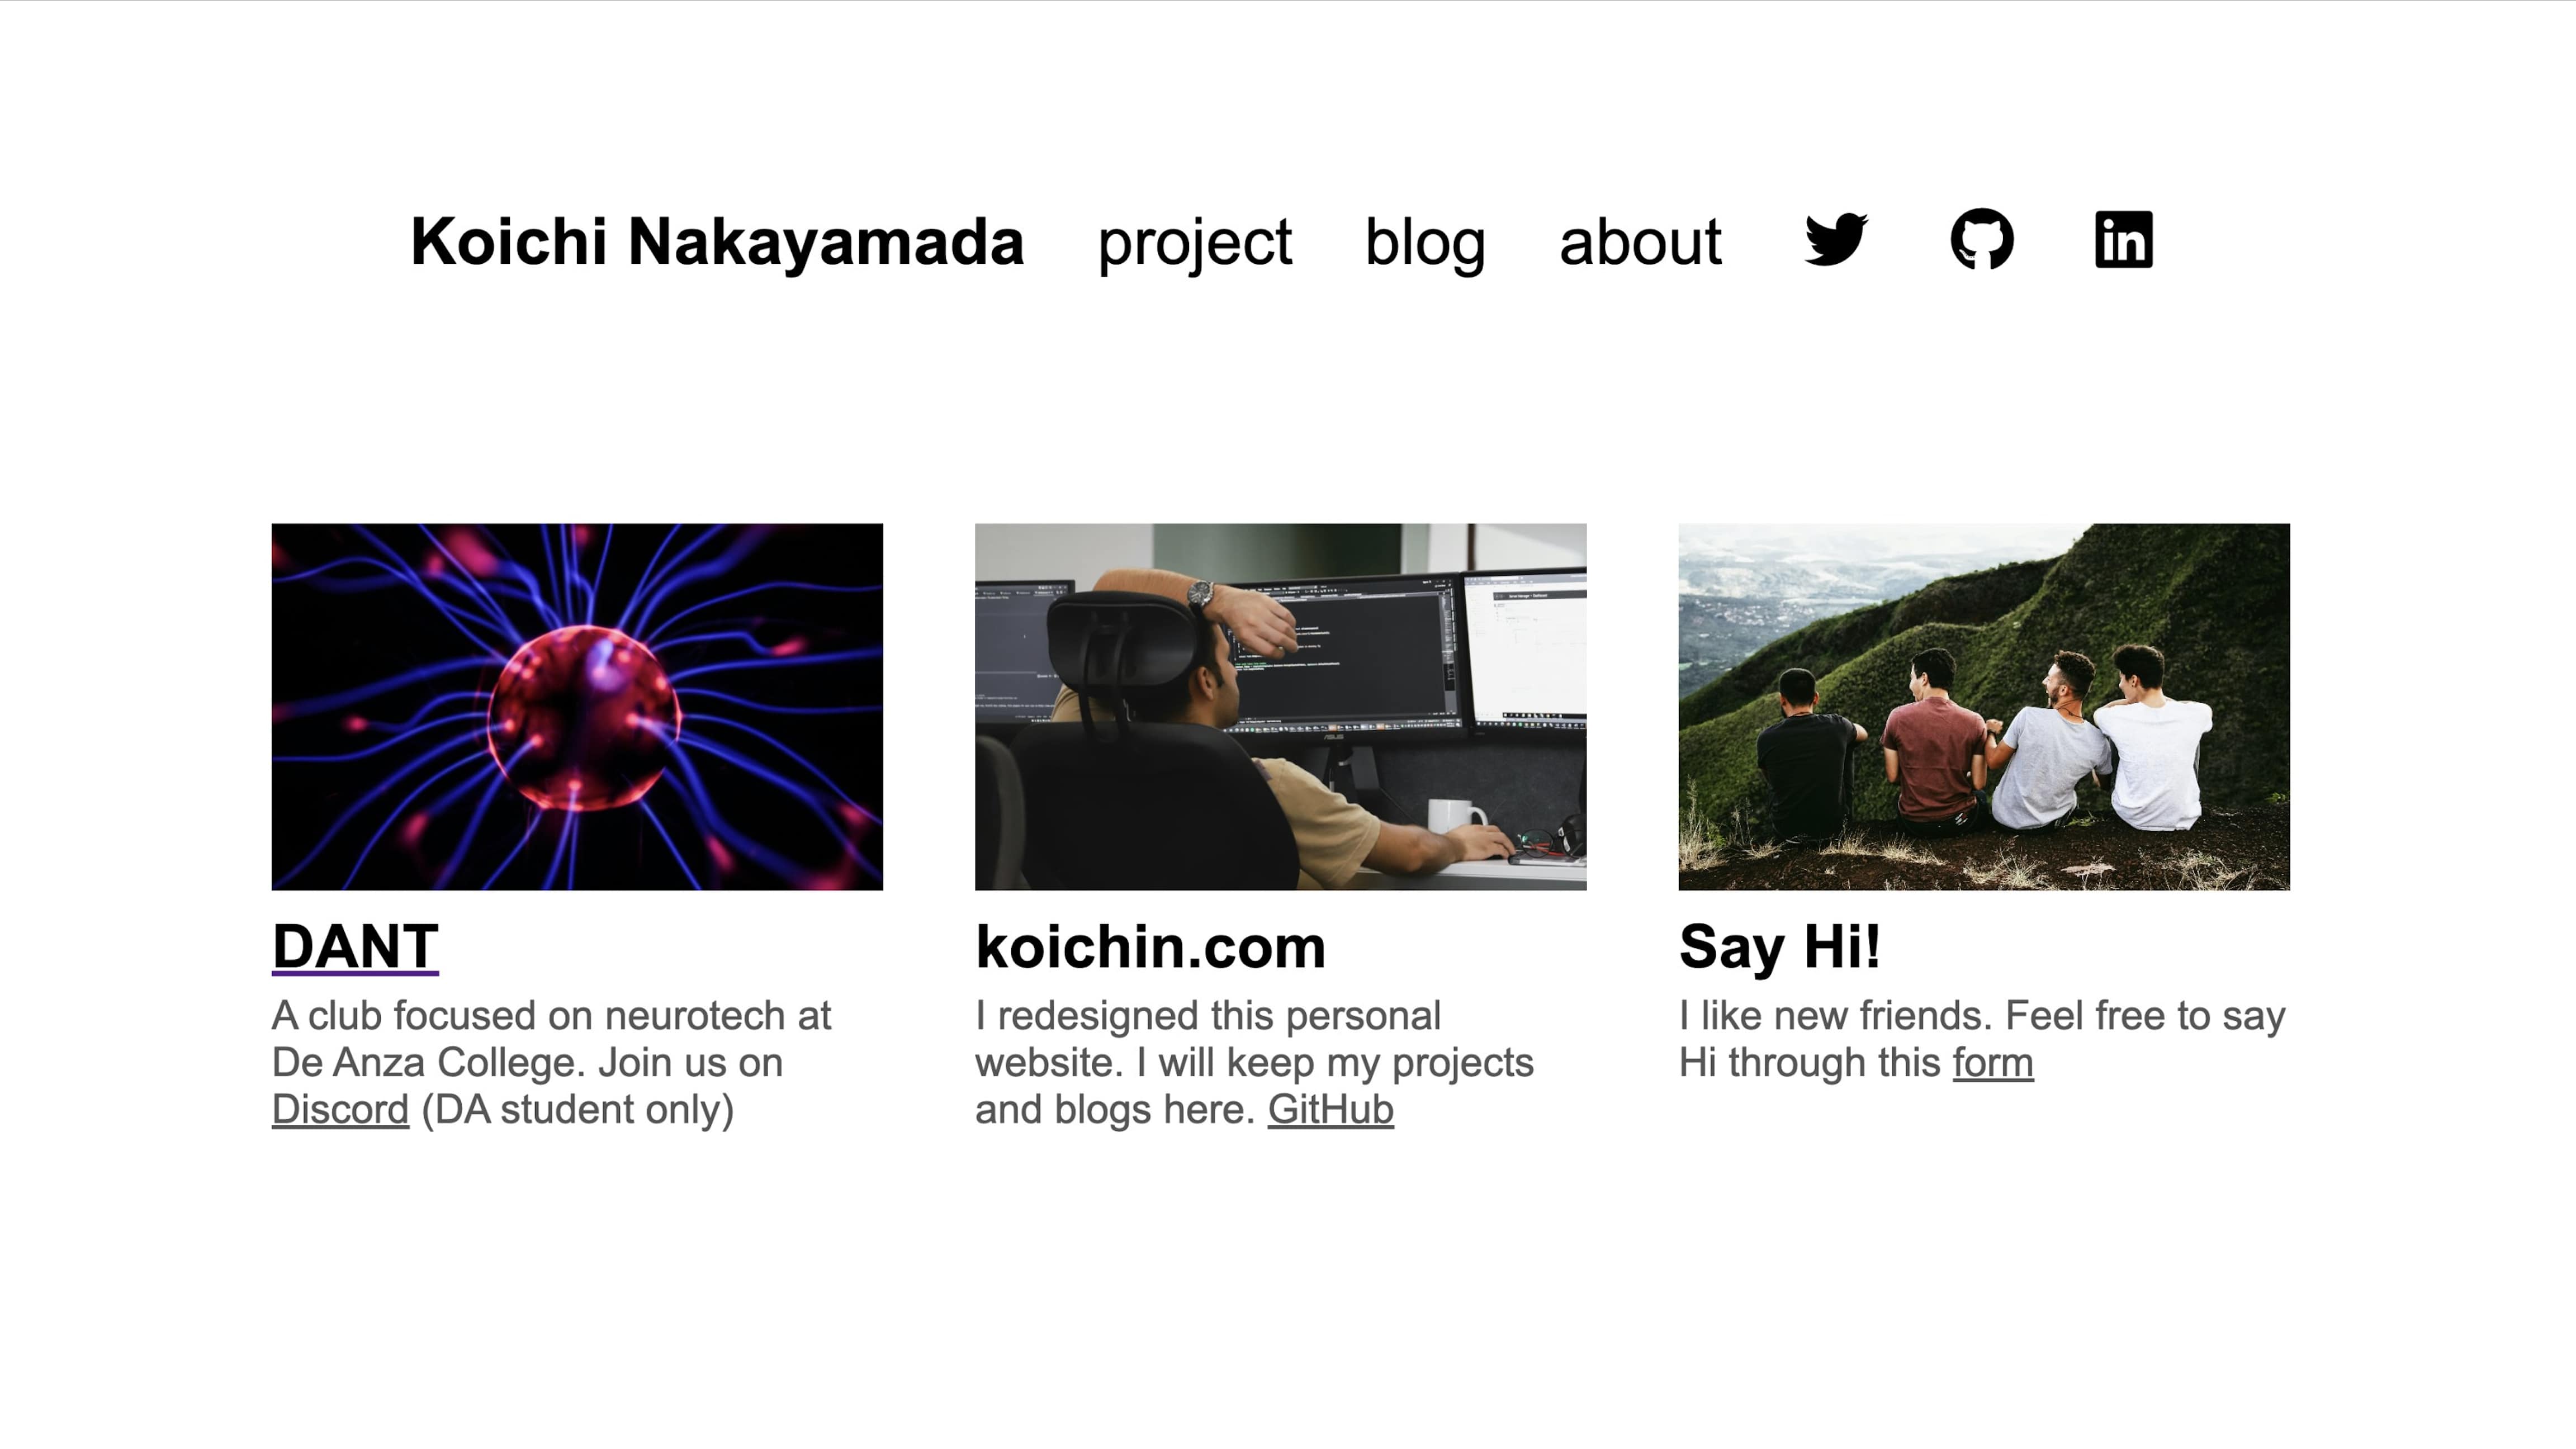 Koichi Nakayamada project blog about
DANT
A club focused on neurotech at
De Anza College. Join us on
Discord (DA student only)
koichin.com
I redesigned this personal
website. I will keep my projects
and blogs here. GitHub
Say Hi!
I like new friends. Feel free to say
Hi through this form